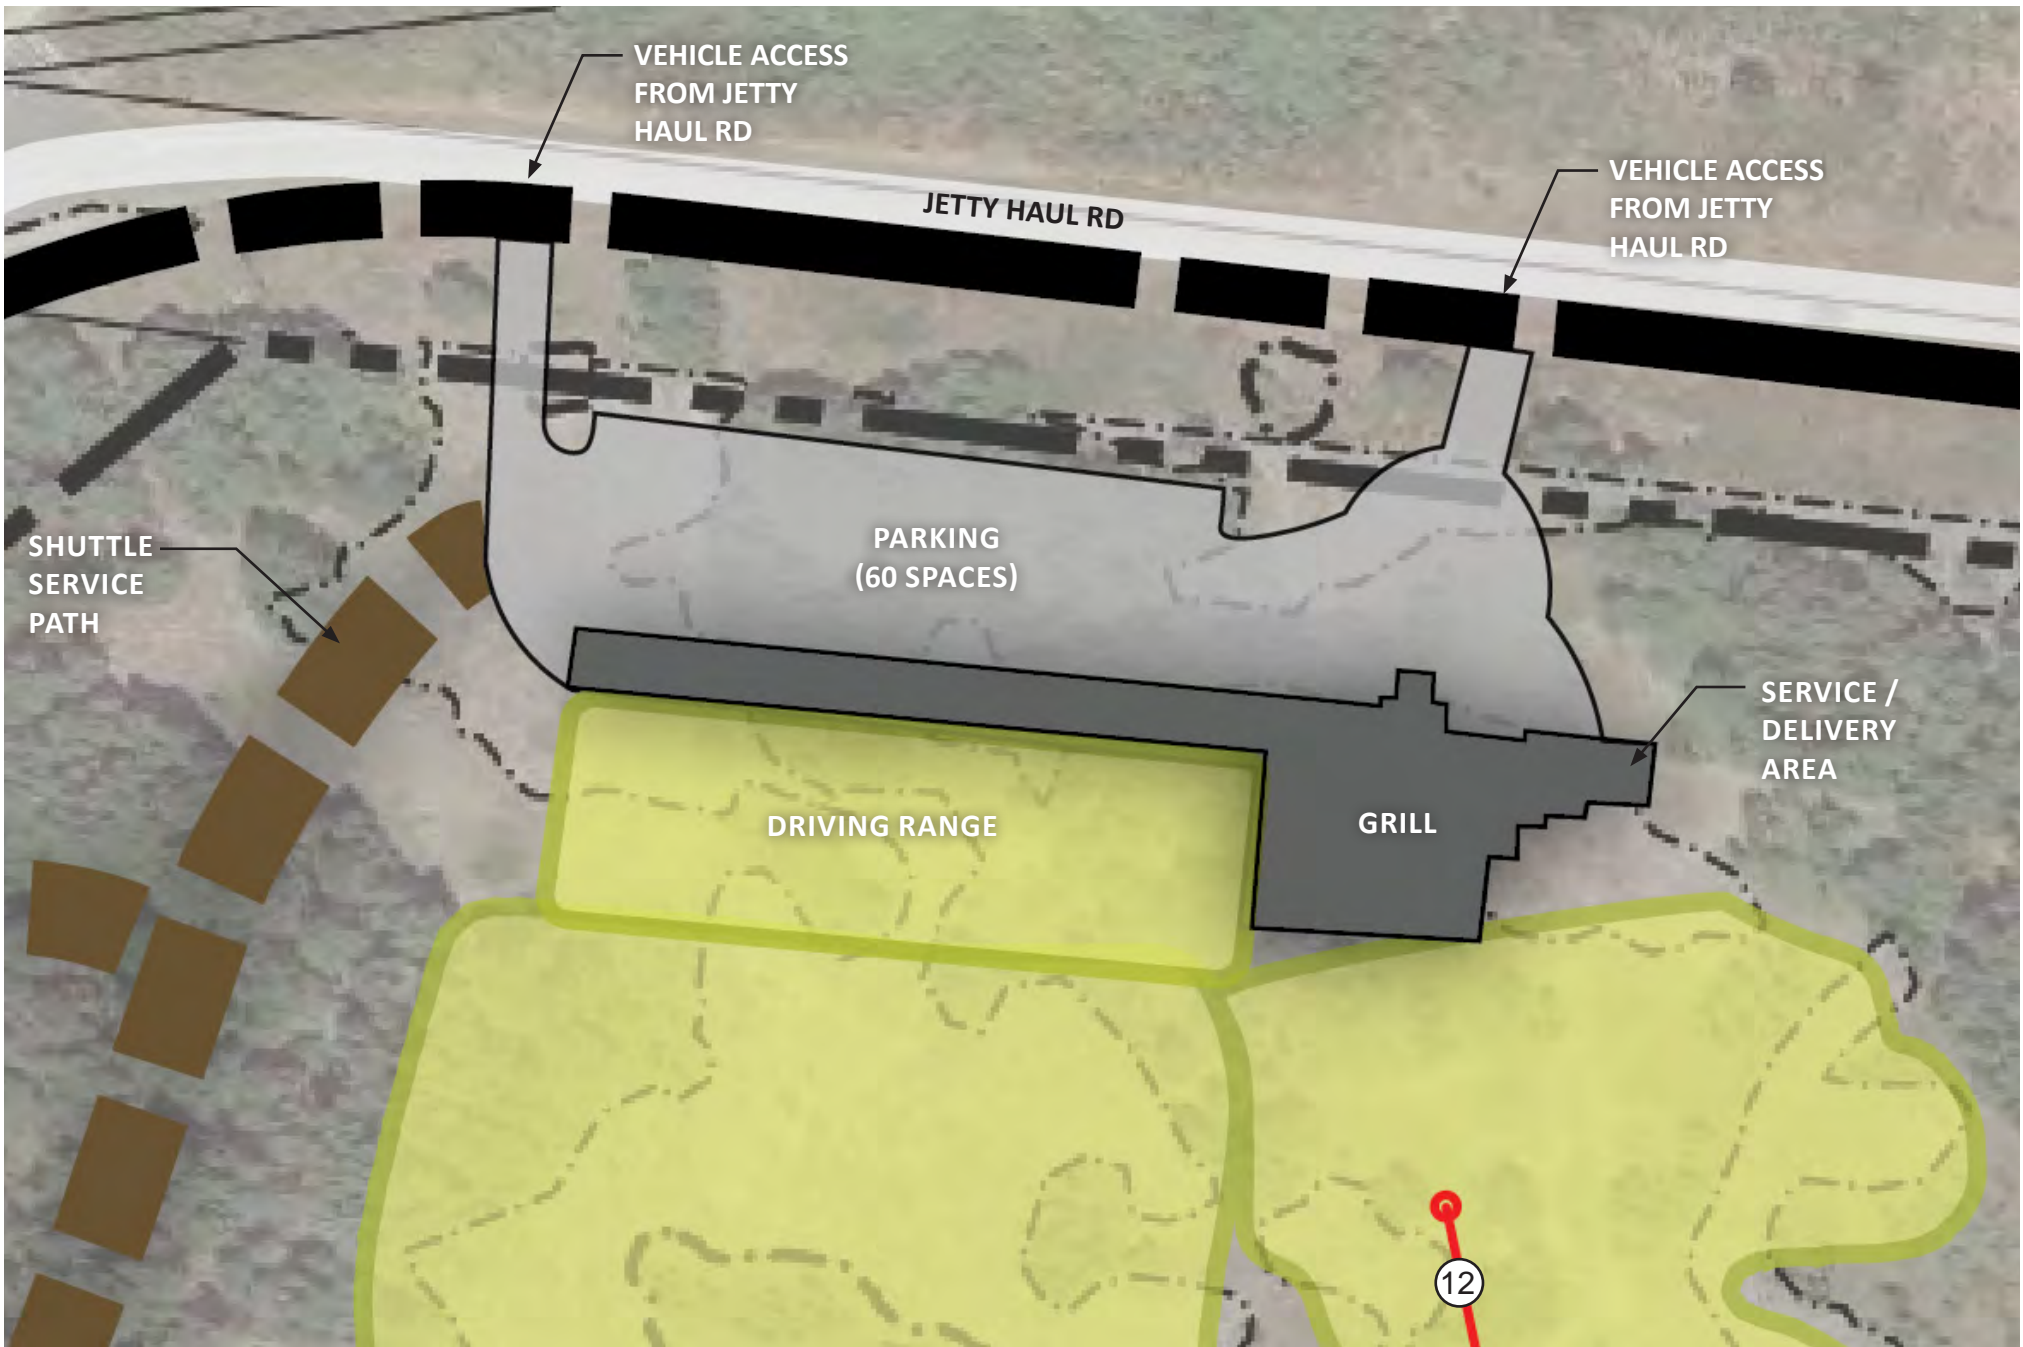 VEHICLE ACCESS
FROM JETTY
HAUL RD
VEHICLE ACCESS
FROM JETTY
HAUL RD
JETTY HAUL RD
SHUTTLE
SERVICE
PATH
PARKING
(60 SPACES)
SERVICE /
DELIVERY
AREA
DRIVING RANGE
GRILL
12